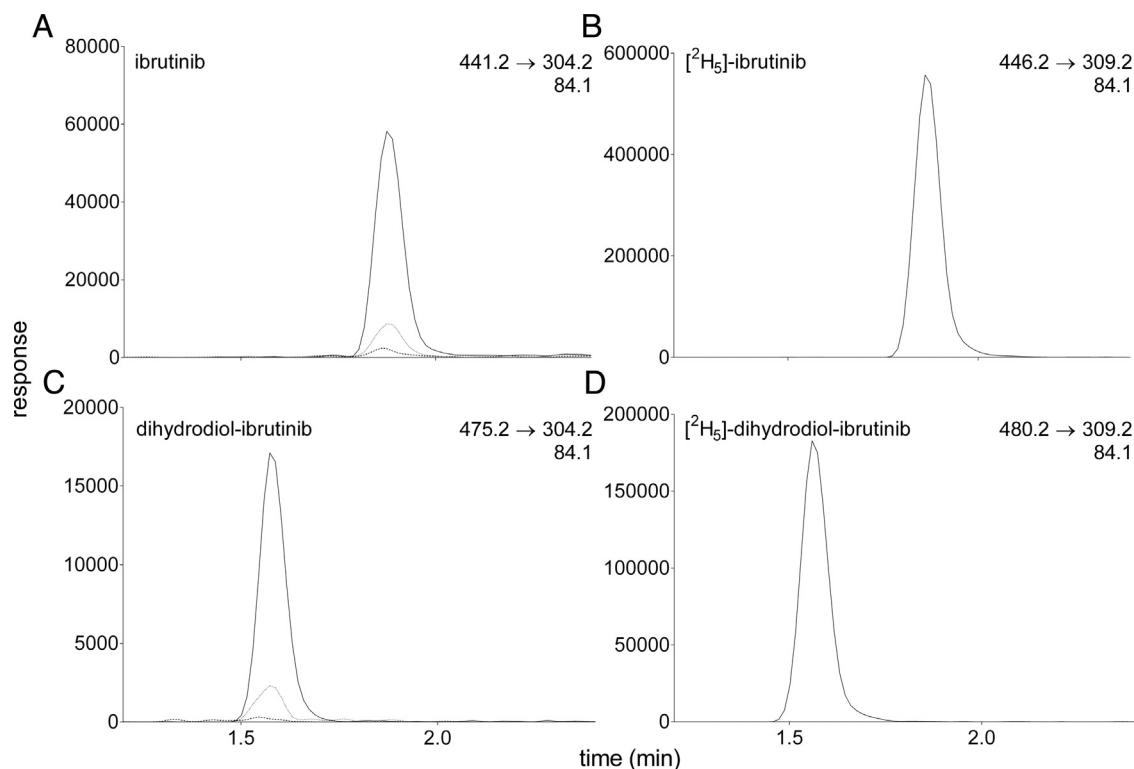 A
80000
ibrutinib
441.2 → 304.2
84.1
60000
40000
20000
0
B
600000
[²H₅]-ibrutinib
446.2 → 309.2
84.1
400000
200000
0
response
C
20000
dihydrodiol-ibrutinib
475.2 → 304.2
84.1
15000
10000
5000
0
1.5
2.0
D
200000
[²H₅]-dihydrodiol-ibrutinib
480.2 → 309.2
84.1
150000
100000
50000
0
1.5
2.0
time (min)